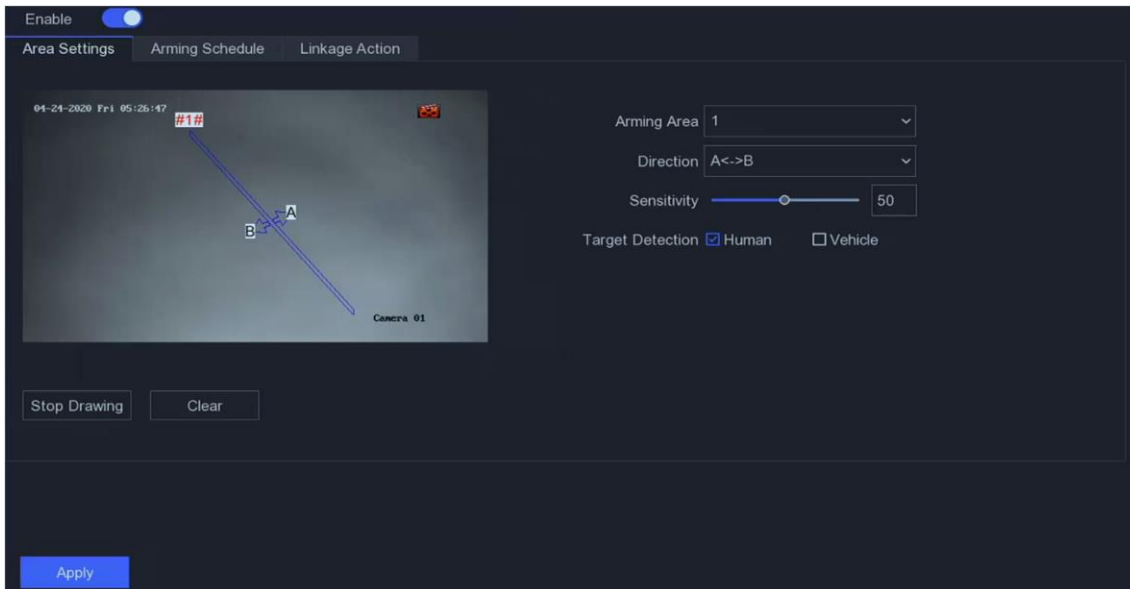 Enable
Area Settings Arming Schedule Linkage Action
04-24-2020 Fri 05:26:47
#1#
A
B
Camera 01
Arming Area 1
Direction A<->B
Sensitivity 50
Target Detection Human Vehicle
Stop Drawing Clear
Apply